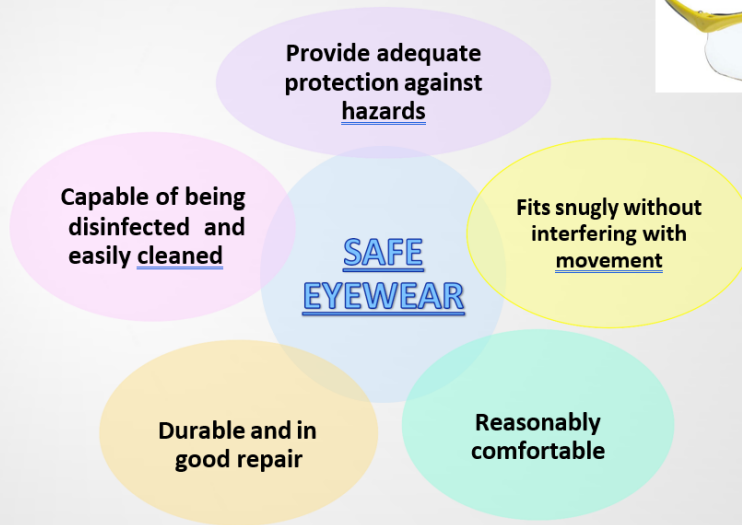 Provide adequate
protection against
hazards
Capable of being
disinfected and
easily cleaned
Fits snugly without
interfering with
movement
SAFE
EYEWEAR
Durable and in
good repair
Reasonably
comfortable